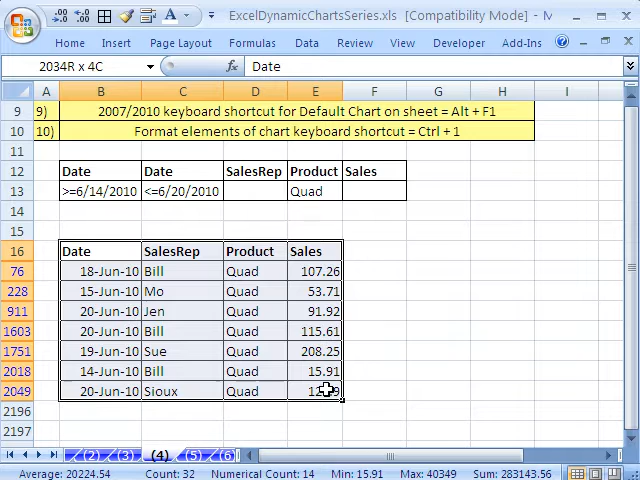 ExcelDynamicChartsSeries.xls [Compatibility Mode] - M
Home Insert Page Layout Formulas Data Review View Developer Add-Ins
2034R x 4C fx Date
A B C D E F G H I
9 9) 2007/2010 keyboard shortcut for Default Chart on sheet = Alt + F1
10 10) Format elements of chart keyboard shortcut = Ctrl + 1
11
12 Date Date SalesRep Product Sales
13 >=6/14/2010 <=6/20/2010 Quad
14
15
16 Date SalesRep Product Sales
76 18-Jun-10 Bill Quad 107.26
228 15-Jun-10 Mo Quad 53.71
911 20-Jun-10 Jen Quad 91.92
1603 20-Jun-10 Bill Quad 115.61
1751 19-Jun-10 Sue Quad 208.25
2018 14-Jun-10 Bill Quad 15.91
2049 20-Jun-10 Sioux Quad
2196
2197
(2) (3) (4) (5) (6
Average: 20224.54 Count: 32 Numerical Count: 14 Min: 15.91 Max: 40349 Sum: 283143.56